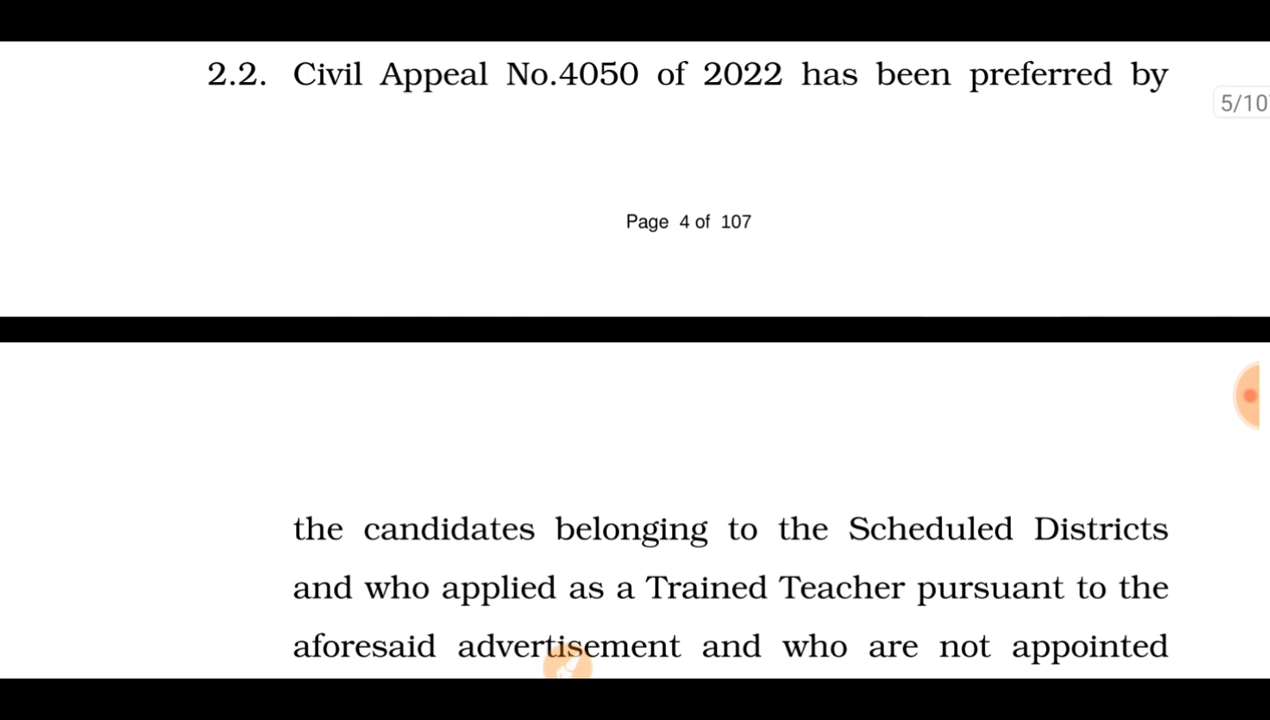 2.2. Civil Appeal No.4050 of 2022 has been preferred by
5/10
Page 4 of 107
the candidates belonging to the Scheduled Districts
and who applied as a Trained Teacher pursuant to the
aforesaid advertisement and who are not appointed